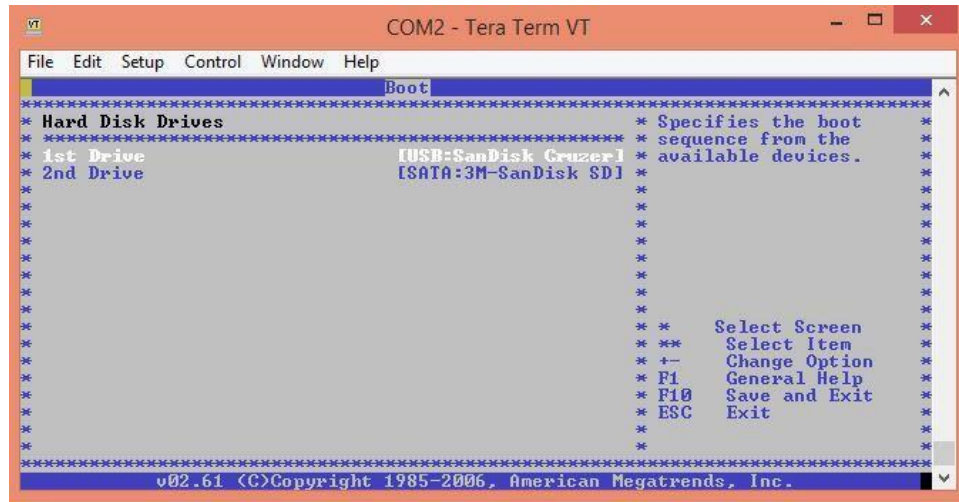 VT
COM2 - Tera Term VT
File Edit Setup Control Window Help
Boot
********************************************************************************
* Hard Disk Drives * Specifies the boot *
* ***************************************************** * sequence from the *
* 1st Drive [USB:SanDisk Cruzer] * available devices. *
* 2nd Drive [SATA:3M-SanDisk SD] * *
* * *
* * *
* * *
* * *
* * *
* * *
* * *
* * *
* * * Select Screen *
* * ** Select Item *
* * +- Change Option *
* * F1 General Help *
* * F10 Save and Exit *
* * ESC Exit *
* * *
* * *
********************************************************************************
v02.61 (C)Copyright 1985-2006, American Megatrends, Inc.